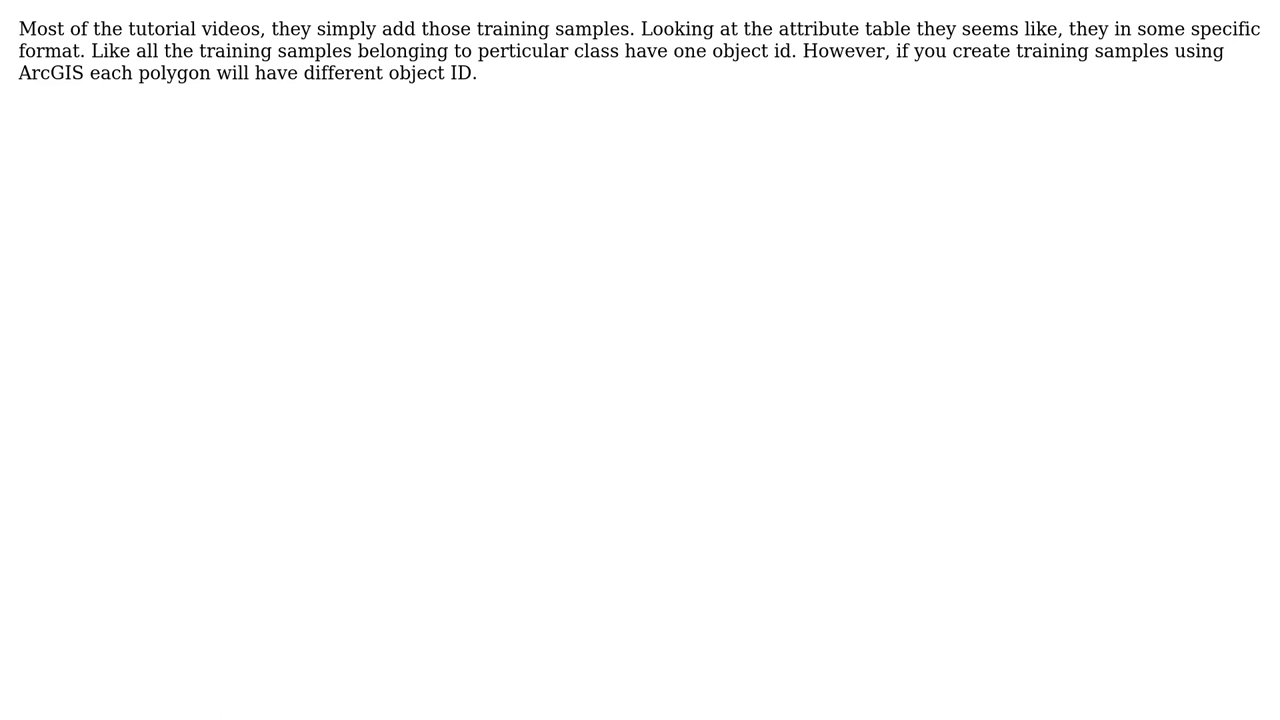 Most of the tutorial videos, they simply add those training samples. Looking at the attribute table they seems like, they in some specific
format. Like all the training samples belonging to perticular class have one object id. However, if you create training samples using
ArcGIS each polygon will have different object ID.